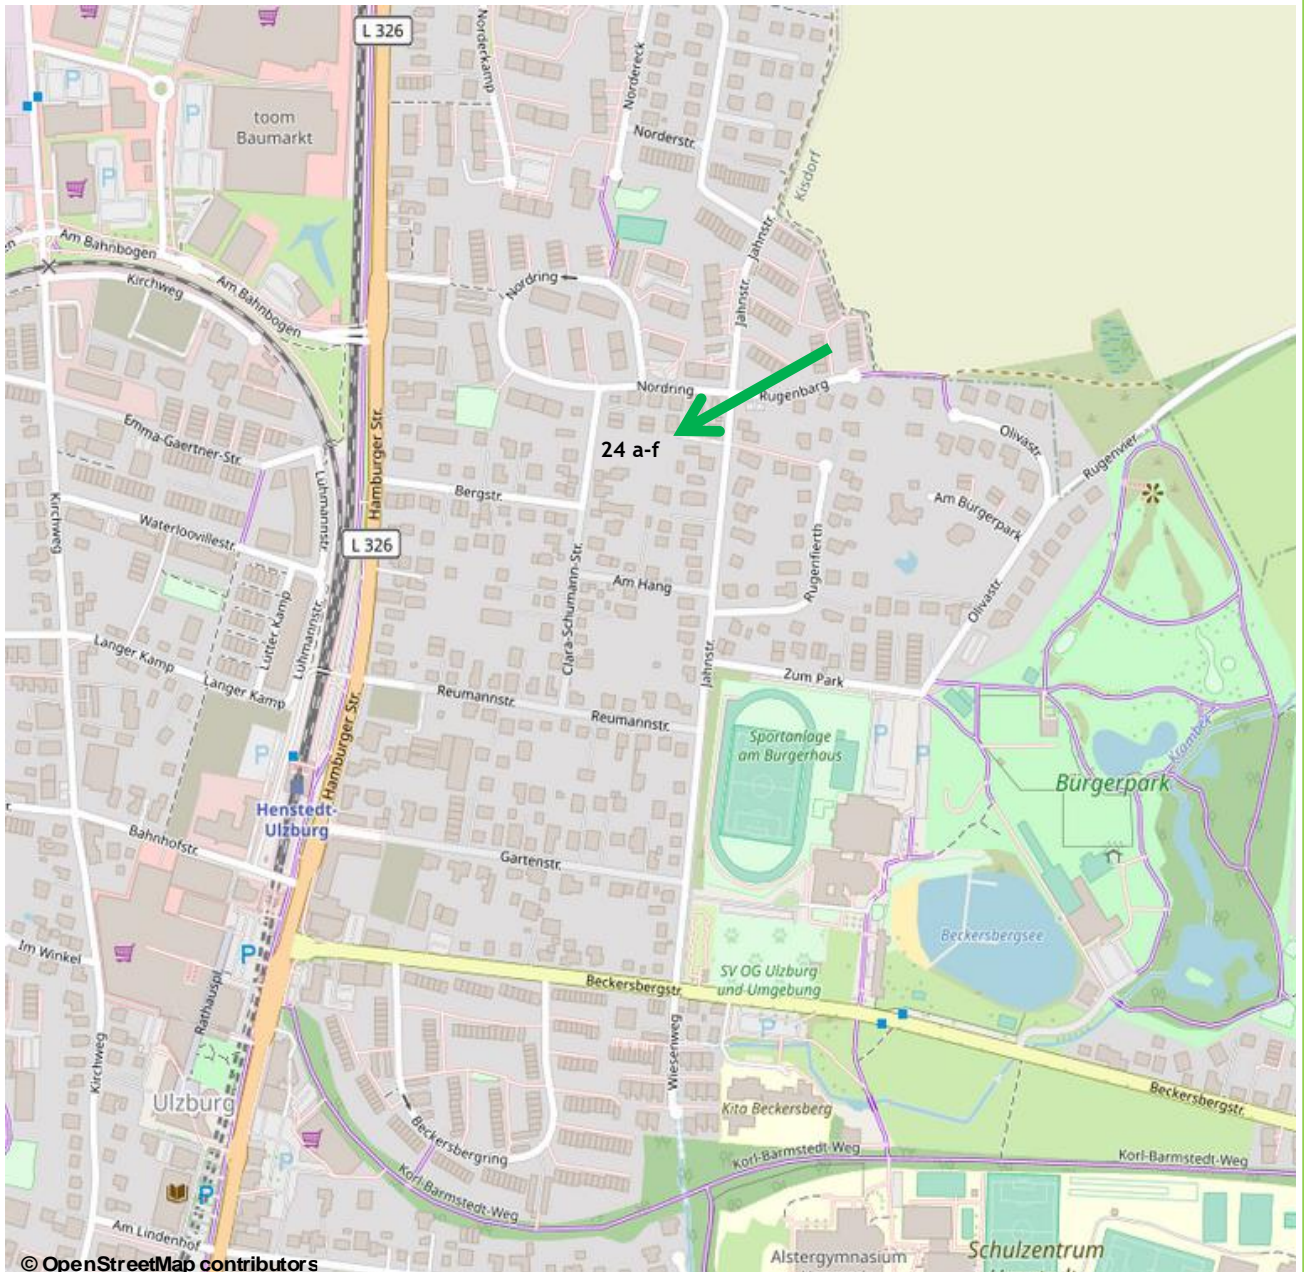 L 326
Norderkamp
Nordereck
toom
Baumarkt
Norderstr.
Kisdorf
Jahnstr.
Am Bahnbogen
Kirchweg
Am Bahnbogen
Nordring
Jahnstr.
Nordring
Rugenbarg
Hamburger Str.
Emma-Gaertner-Str.
24 a-f
Olivastr.
Rugenvier
Luhmannstr.
Bergstr.
Am Bürgerpark
Kirchweg
Waterloovillestr.
L 326
Rugenfierth
Am Hang
Clara-Schumann-Str.
Olivastr.
Lutter Kamp
Luhmannstr.
Langer Kamp
Langer Kamp
Jahnstr.
Zum Park
Reumannstr.
Reumannstr.
Hamburger Str.
Sportanlage
am Bürgerhaus
Krambek
Bürgerpark
Henstedt-
Ulzburg
Bahnhofstr.
Gartenstr.
Beckersbergsee
Im Winkel
SV OG Ulzburg
und Umgebung
Beckersbergstr.
Rathauspl.
Kirchweg
Wiesenweg
Ulzburg
Kita Beckersberg
Beckersbergstr.
Beckersbergring
Korl-Barmstedt-Weg
Korl-Barmstedt-Weg
Korl-Barmstedt-Weg
Am Lindenhof
Alstergymnasium
Schulzentrum
© OpenStreetMap contributors